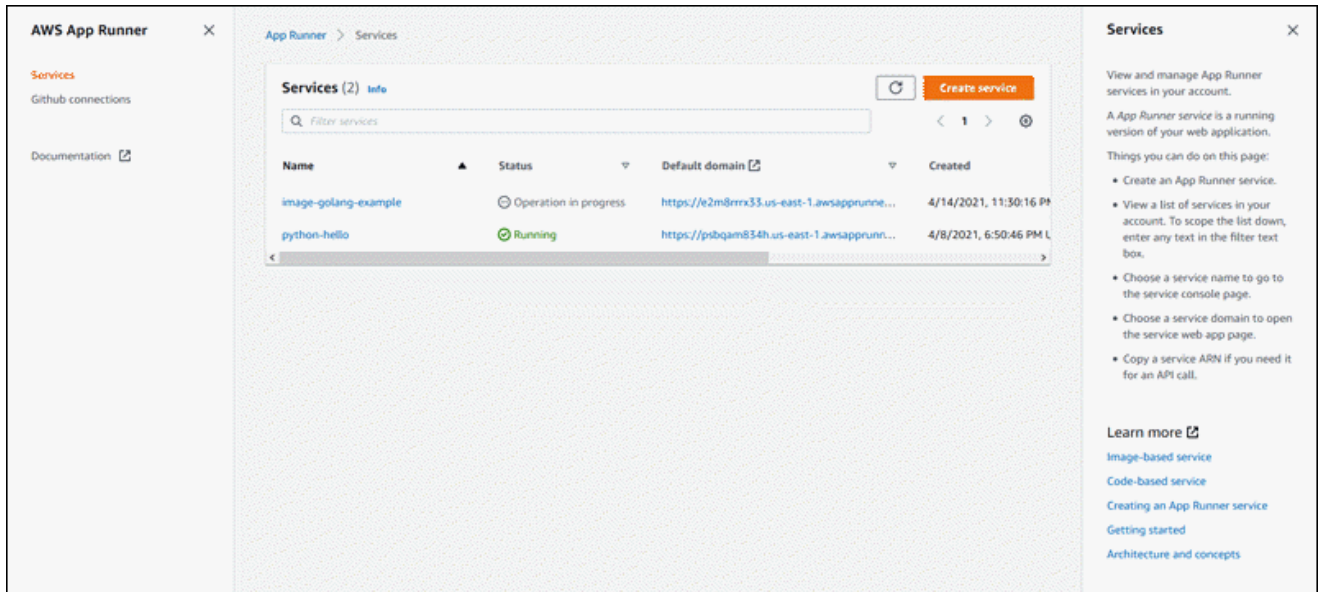 AWS App Runner
Services
Github connections
Documentation
App Runner > Services
Services (2) Info
Create service
Filter services
< 1 >
Name Status Default domain Created
image-golang-example Operation in progress https://e2m8rrrx33.us-east-1.awsapprunne... 4/14/2021, 11:30:16 PM
python-hello Running https://psbqam834h.us-east-1.awsapprunn... 4/8/2021, 6:50:46 PM U
Services
View and manage App Runner
services in your account.
A App Runner service is a running
version of your web application.
Things you can do on this page:
• Create an App Runner service.
• View a list of services in your
account. To scope the list down,
enter any text in the filter text
box.
• Choose a service name to go to
the service console page.
• Choose a service domain to open
the service web app page.
• Copy a service ARN if you need it
for an API call.
Learn more
Image-based service
Code-based service
Creating an App Runner service
Getting started
Architecture and concepts